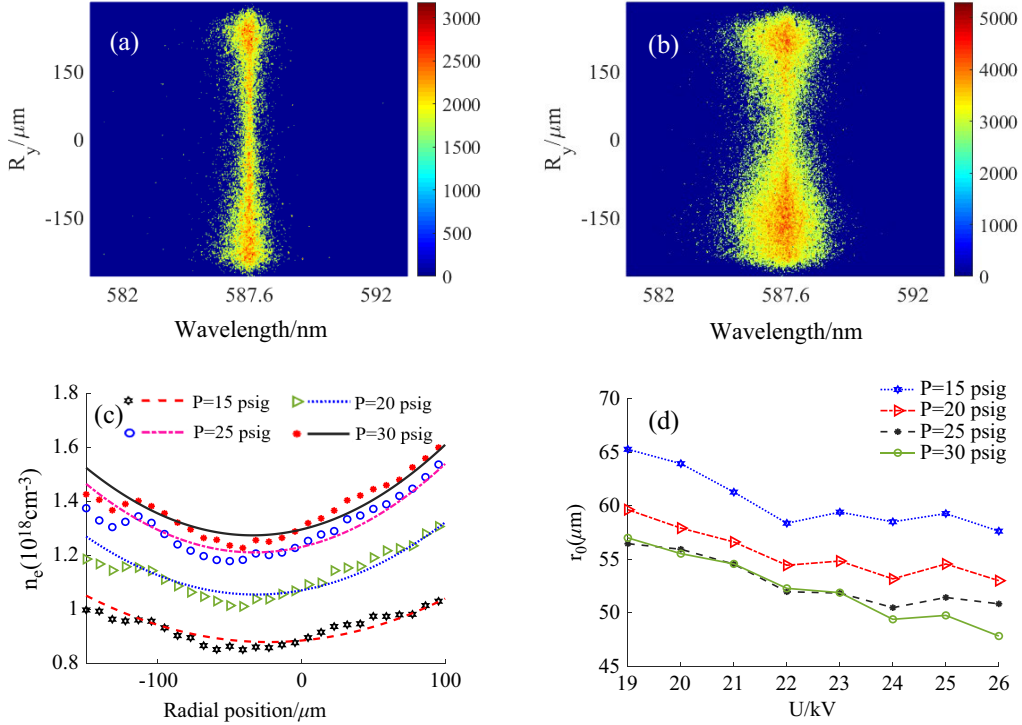 (a)
R_y/μm
150
0
-150
582
587.6
592
Wavelength/nm
3000
2500
2000
1500
1000
500
0
(b)
R_y/μm
150
0
-150
582
587.6
592
Wavelength/nm
5000
4000
3000
2000
1000
0
(c)
P=15 psig
P=20 psig
P=25 psig
P=30 psig
n_e(10^18cm^-3)
1.8
1.6
1.4
1.2
1
0.8
-100
0
100
Radial position/μm
(d)
P=15 psig
P=20 psig
P=25 psig
P=30 psig
r_0(μm)
70
65
60
55
50
45
19
20
21
22
23
24
25
26
U/kV